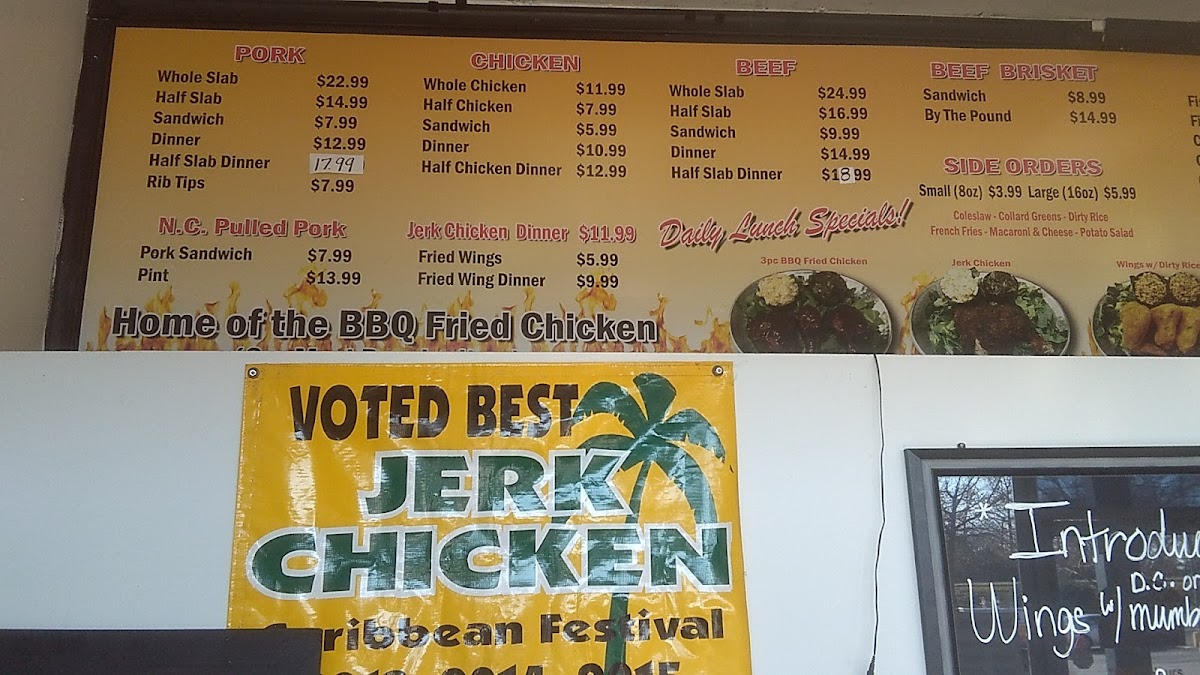 PORK
Whole Slab $22.99
Half Slab $14.99
Sandwich $7.99
Dinner $12.99
Half Slab Dinner 17.99
Rib Tips $7.99
N.C. Pulled Pork
Pork Sandwich $7.99
Pint $13.99
CHICKEN
Whole Chicken $11.99
Half Chicken $7.99
Sandwich $5.99
Dinner $10.99
Half Chicken Dinner $12.99
Jerk Chicken Dinner $11.99
Fried Wings $5.99
Fried Wing Dinner $9.99
BEEF
Whole Slab $24.99
Half Slab $16.99
Sandwich $9.99
Dinner $14.99
Half Slab Dinner $18.99
BEEF BRISKET
Sandwich $8.99
By The Pound $14.99
SIDE ORDERS
Small (8oz) $3.99 Large (16oz) $5.99
Coleslaw - Collard Greens - Dirty Rice
French Fries - Macaroni & Cheese - Potato Salad
Daily Lunch Specials!
3pc BBQ Fried Chicken
Jerk Chicken
Wings w/ Dirty Rice
Home of the BBQ Fried Chicken
VOTED BEST
JERK
CHICKEN
Caribbean Festival
2014 2015
* Introduc
Wings w/ D.C. or
mumb